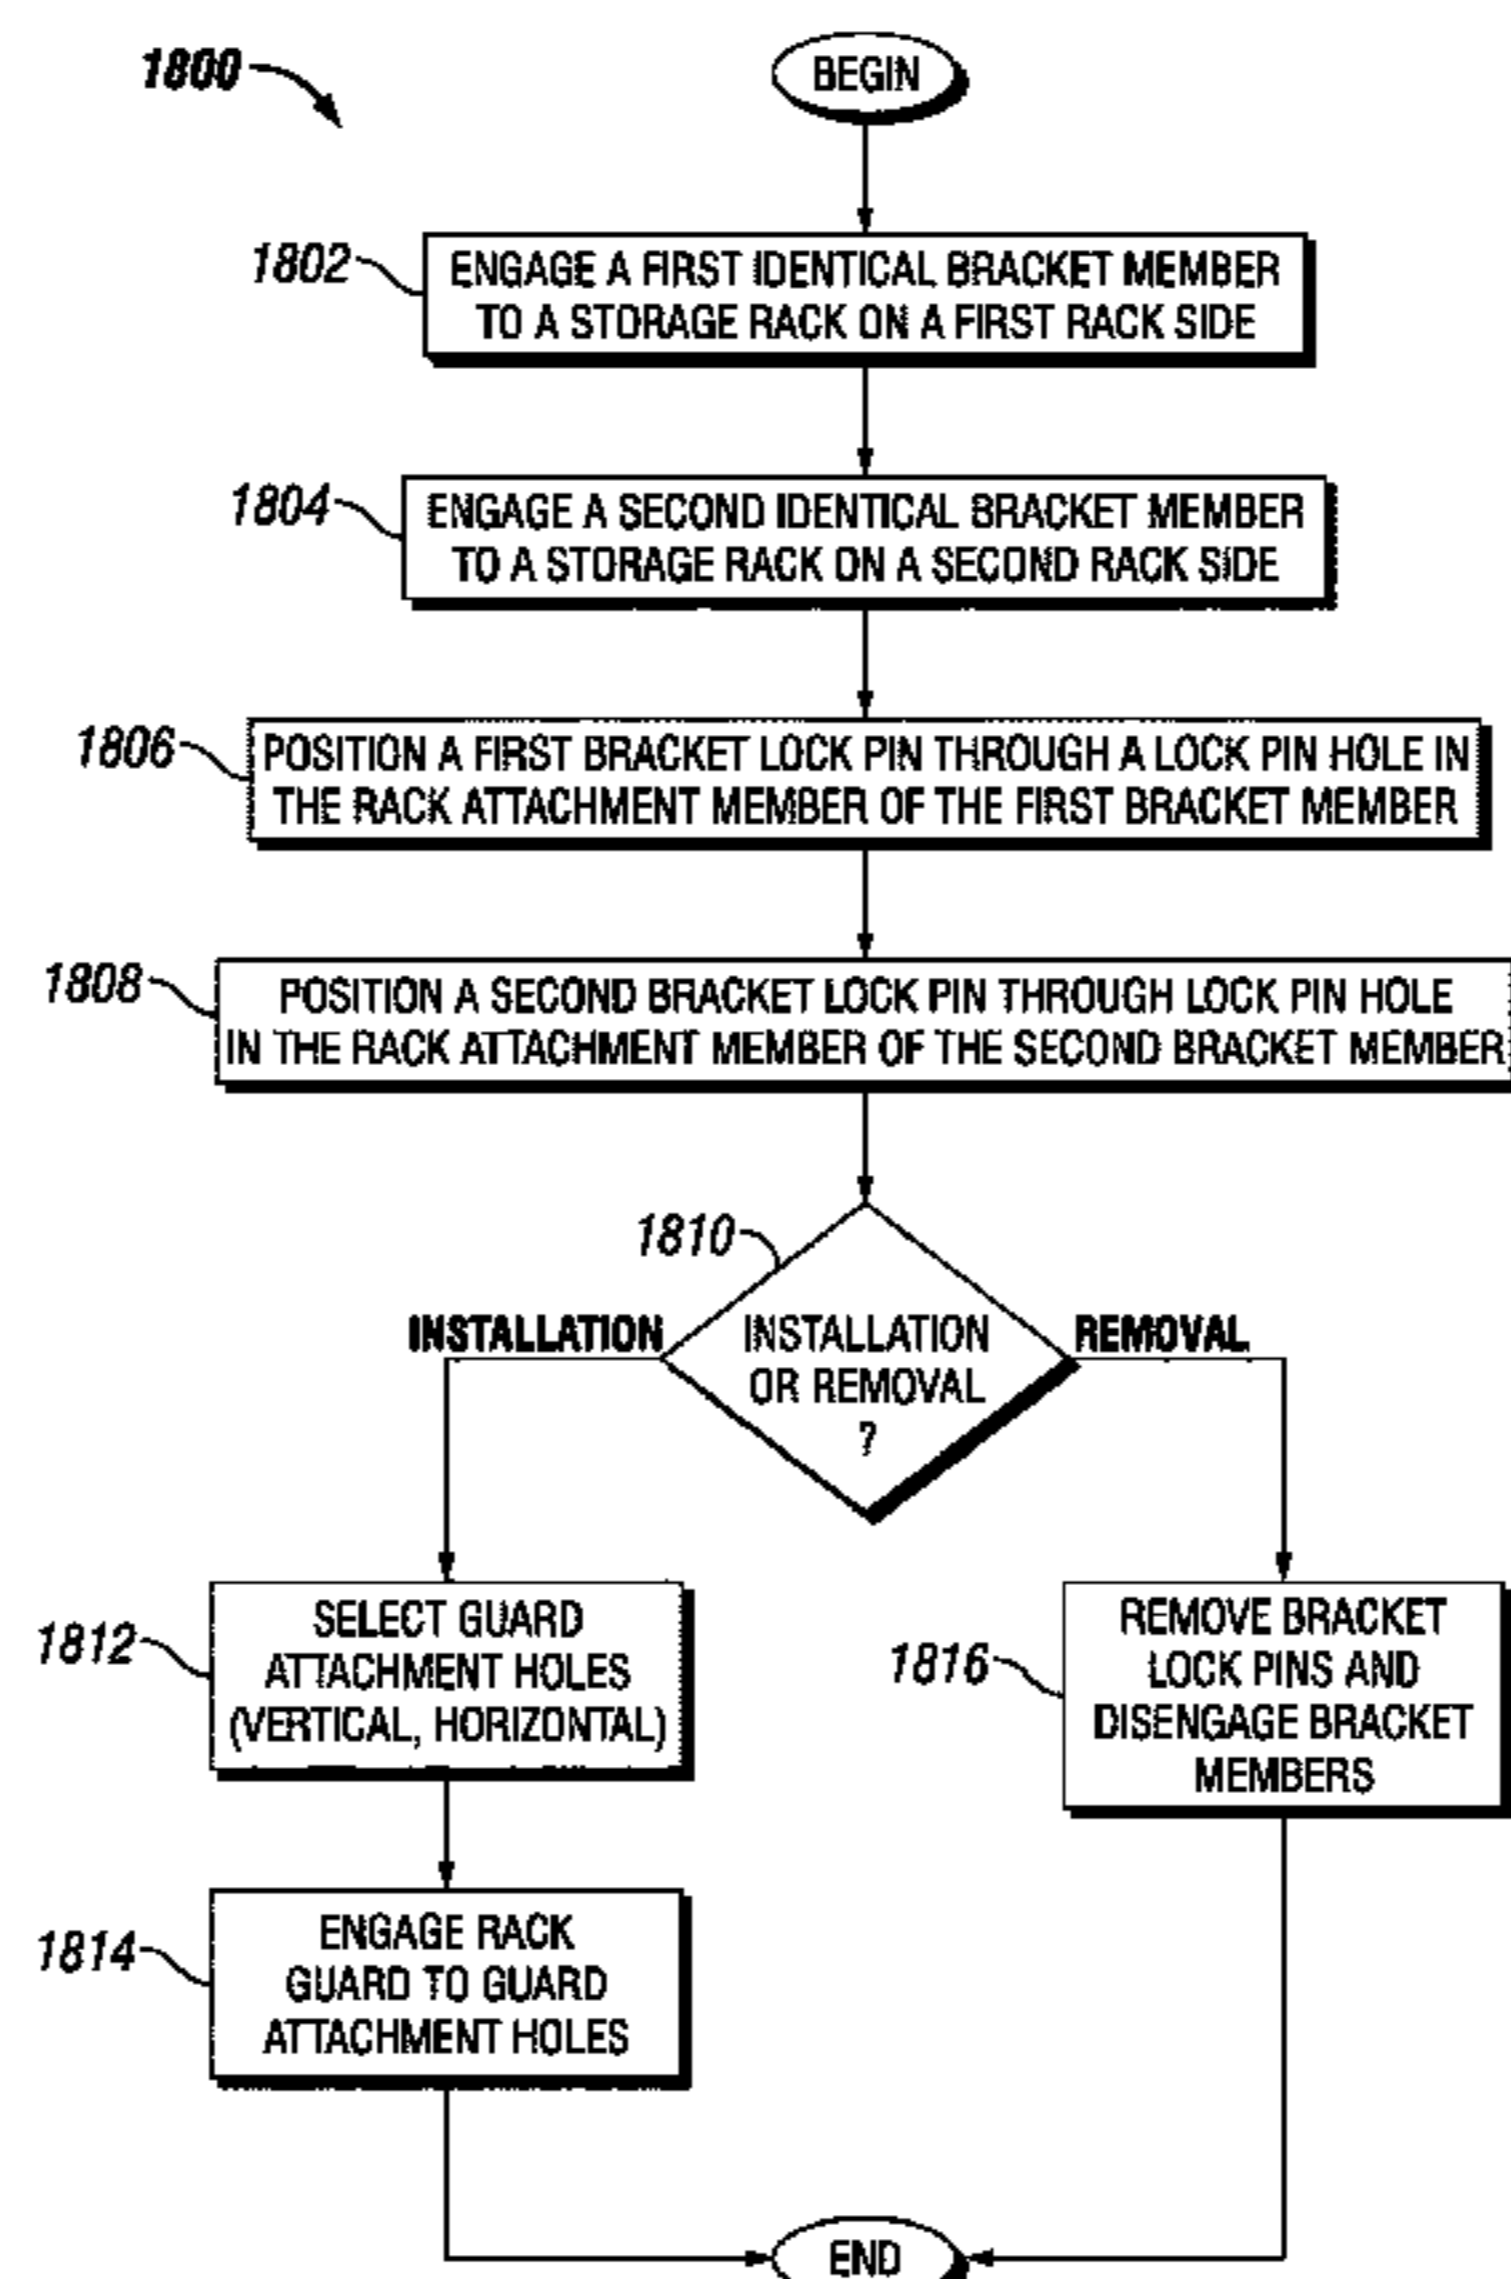 1800
BEGIN
1802
ENGAGE A FIRST IDENTICAL BRACKET MEMBER
TO A STORAGE RACK ON A FIRST RACK SIDE
1804
ENGAGE A SECOND IDENTICAL BRACKET MEMBER
TO A STORAGE RACK ON A SECOND RACK SIDE
1806
POSITION A FIRST BRACKET LOCK PIN THROUGH A LOCK PIN HOLE IN
THE RACK ATTACHMENT MEMBER OF THE FIRST BRACKET MEMBER
1808
POSITION A SECOND BRACKET LOCK PIN THROUGH LOCK PIN HOLE
IN THE RACK ATTACHMENT MEMBER OF THE SECOND BRACKET MEMBER
1810
INSTALLATION
INSTALLATION
OR REMOVAL
?
REMOVAL
1812
SELECT GUARD
ATTACHMENT HOLES
(VERTICAL, HORIZONTAL)
1816
REMOVE BRACKET
LOCK PINS AND
DISENGAGE BRACKET
MEMBERS
1814
ENGAGE RACK
GUARD TO GUARD
ATTACHMENT HOLES
END